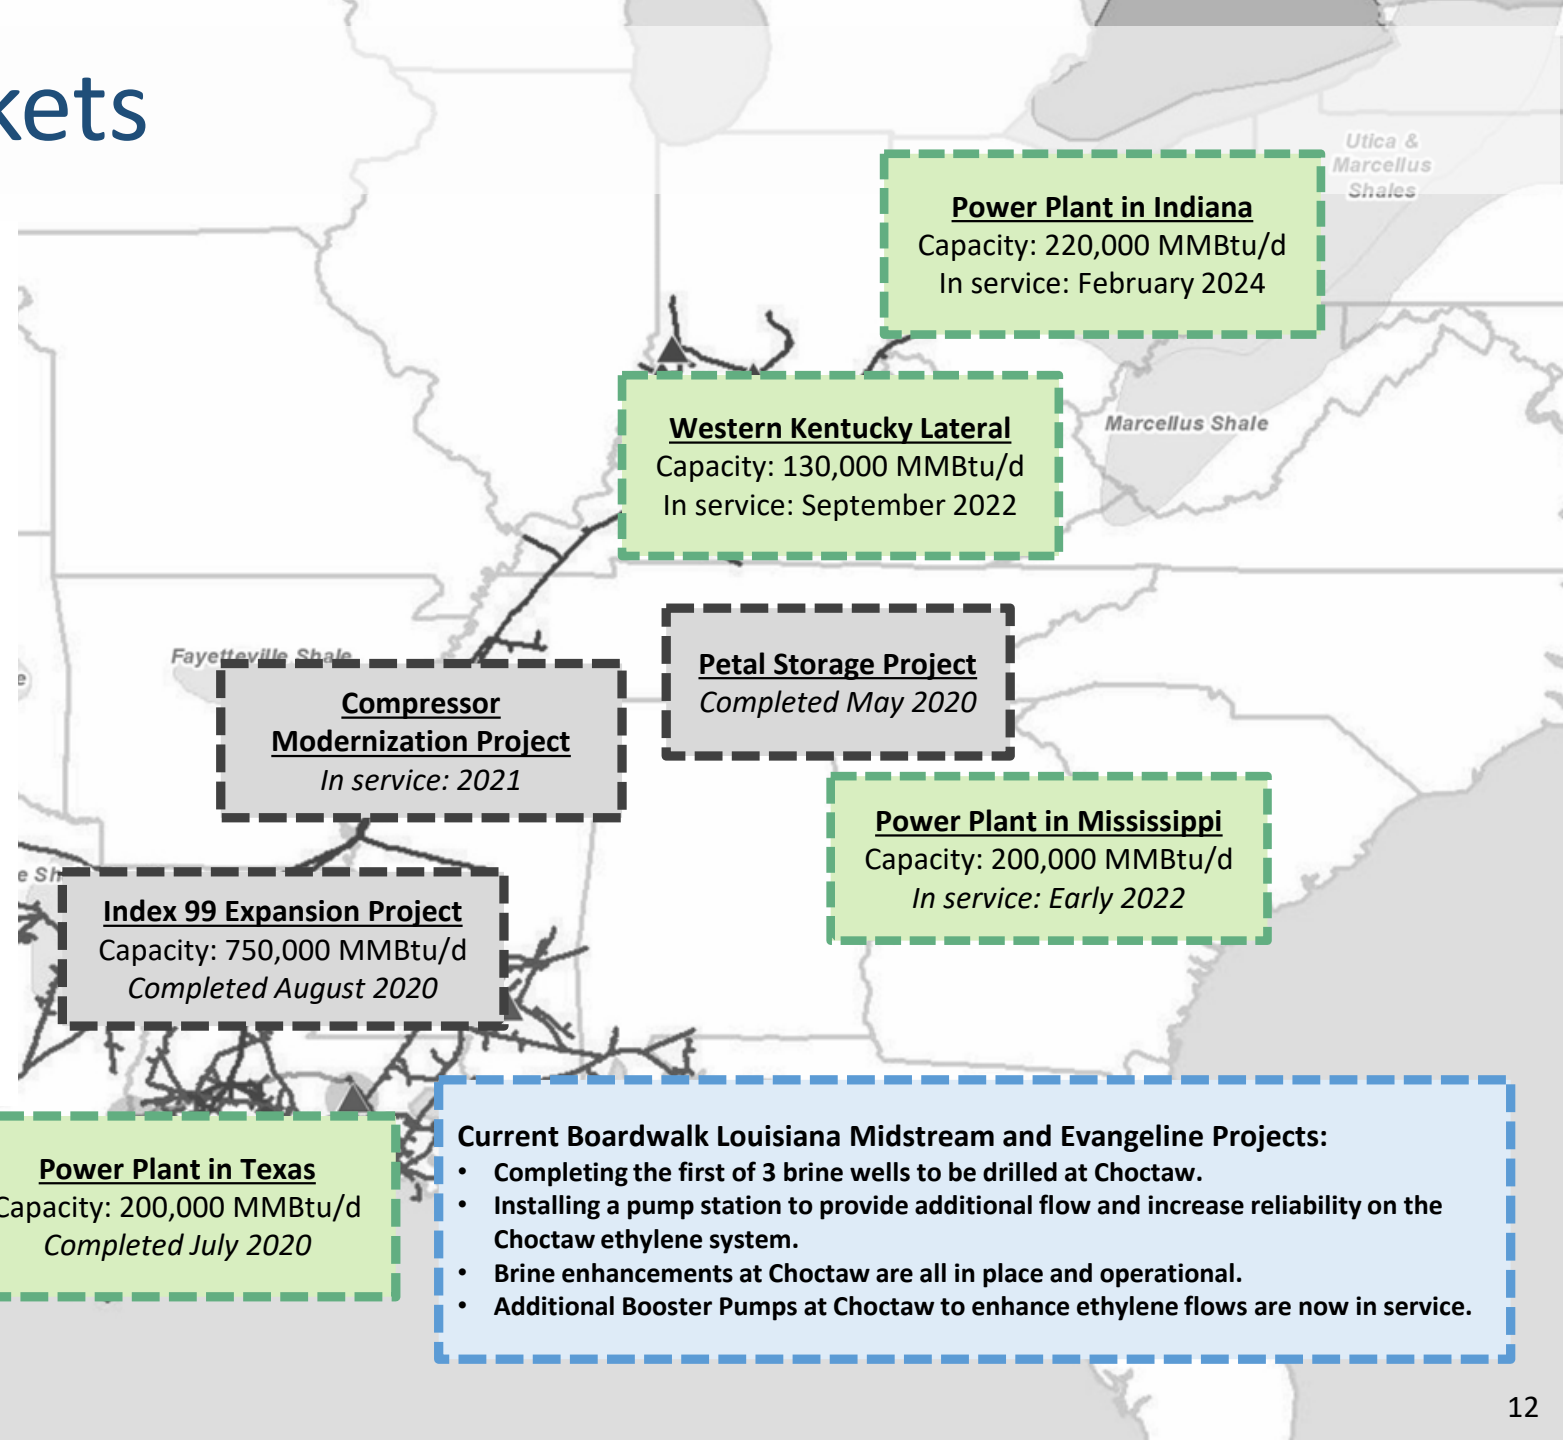 kets
Utica &
Marcellus
Shales
Power Plant in Indiana
Capacity: 220,000 MMBtu/d
In service: February 2024
Marcellus Shale
Western Kentucky Lateral
Capacity: 130,000 MMBtu/d
In service: September 2022
Fayetteville Shale
Petal Storage Project
Completed May 2020
Compressor
Modernization Project
In service: 2021
Power Plant in Mississippi
Capacity: 200,000 MMBtu/d
In service: Early 2022
e Sh
Index 99 Expansion Project
Capacity: 750,000 MMBtu/d
Completed August 2020
Power Plant in Texas
Capacity: 200,000 MMBtu/d
Completed July 2020
Current Boardwalk Louisiana Midstream and Evangeline Projects:
• Completing the first of 3 brine wells to be drilled at Choctaw.
• Installing a pump station to provide additional flow and increase reliability on the
Choctaw ethylene system.
• Brine enhancements at Choctaw are all in place and operational.
• Additional Booster Pumps at Choctaw to enhance ethylene flows are now in service.
12